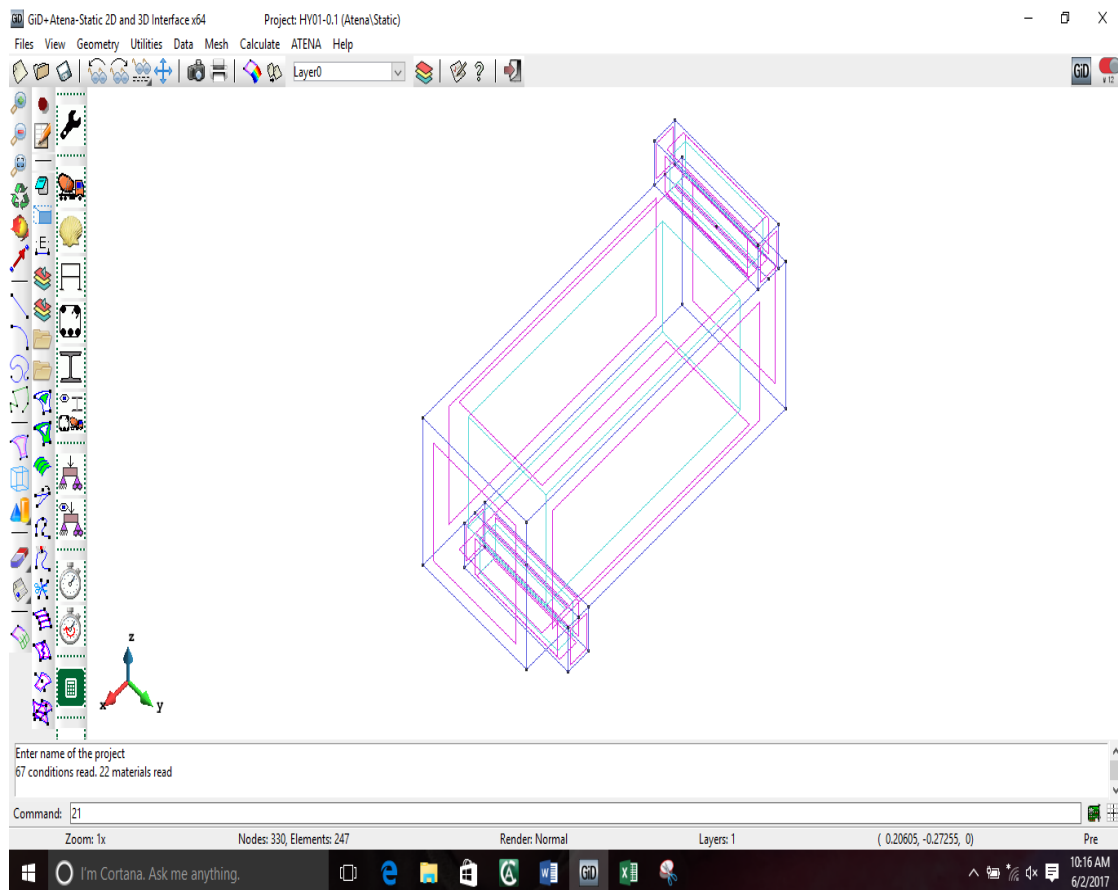 GiD GiD+Atena-Static 2D and 3D Interface x64 Project: HY01-0.1 (Atena\Static)
Files View Geometry Utilities Data Mesh Calculate ATENA Help
Layer0 GiD
v 12
E
z
x y
Enter name of the project
67 conditions read. 22 materials read
Command: 21
Zoom: 1x Nodes: 330, Elements: 247 Render: Normal Layers: 1 ( 0.20605, -0.27255, 0) Pre
I'm Cortana. Ask me anything. GiD 10:16 AM
6/2/2017